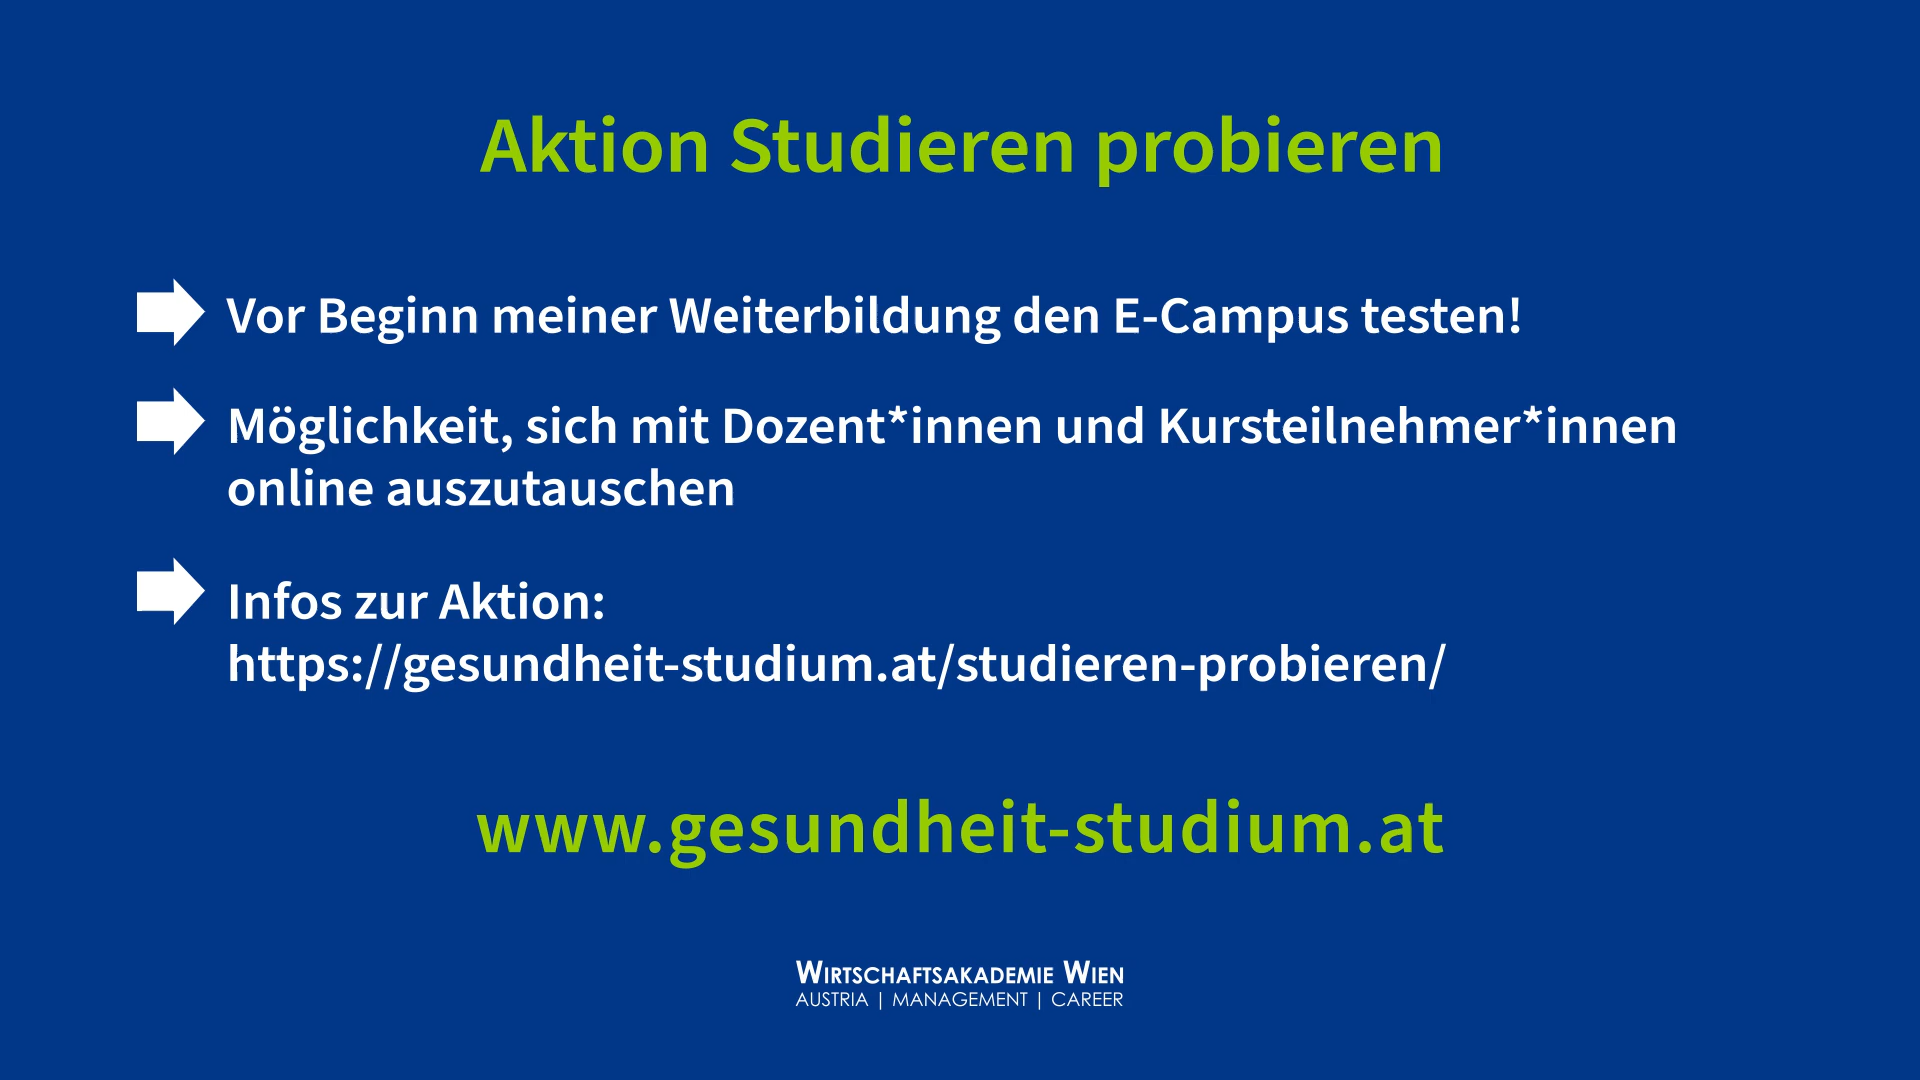 Aktion Studieren probieren
Vor Beginn meiner Weiterbildung den E-Campus testen!
Möglichkeit, sich mit Dozent*innen und Kursteilnehmer*innen
online auszutauschen
Infos zur Aktion:
https://gesundheit-studium.at/studieren-probieren/
www.gesundheit-studium.at
WIRTSCHAFTSAKADEMIE WIEN
AUSTRIA | MANAGEMENT | CAREER